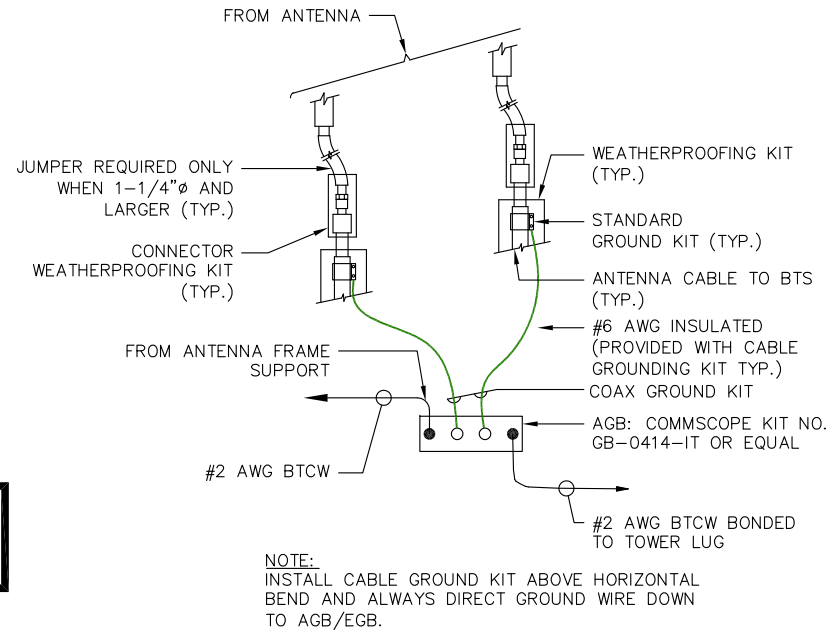 FROM ANTENNA
JUMPER REQUIRED ONLY
WHEN 1-1/4"ø AND
LARGER (TYP.)
CONNECTOR
WEATHERPROOFING KIT
(TYP.)
WEATHERPROOFING KIT
(TYP.)
STANDARD
GROUND KIT (TYP.)
ANTENNA CABLE TO BTS
(TYP.)
#6 AWG INSULATED
(PROVIDED WITH CABLE
GROUNDING KIT TYP.)
FROM ANTENNA FRAME
SUPPORT
COAX GROUND KIT
AGB: COMMSCOPE KIT NO.
GB-0414-IT OR EQUAL
#2 AWG BTCW
#2 AWG BTCW BONDED
TO TOWER LUG
NOTE:
INSTALL CABLE GROUND KIT ABOVE HORIZONTAL
BEND AND ALWAYS DIRECT GROUND WIRE DOWN
TO AGB/EGB.